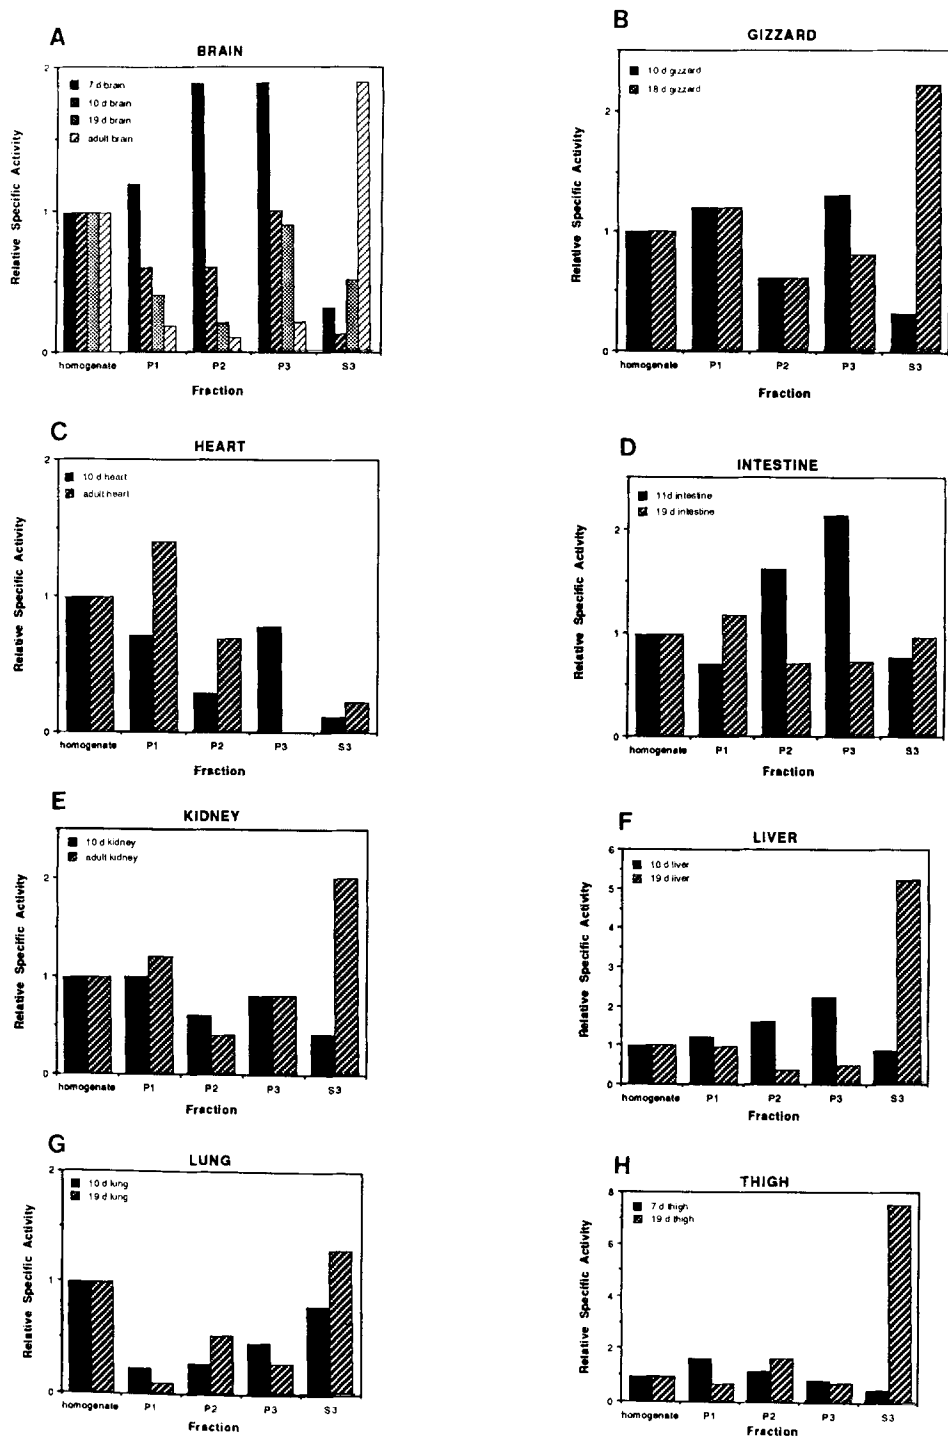 A
BRAIN
Relative Specific Activity
2
1
0
7 d brain
10 d brain
19 d brain
adult brain
homogenate P1 P2 P3 S3
Fraction
B
GIZZARD
Relative Specific Activity
2
1
0
10 d gizzard
18 d gizzard
homogenate P1 P2 P3 S3
Fraction
C
HEART
Relative Specific Activity
2
1
0
10 d heart
adult heart
homogenate P1 P2 P3 S3
Fraction
D
INTESTINE
Relative Specific Activity
2
1
0
11d intestine
19 d intestine
homogenate P1 P2 P3 S3
Fraction
E
KIDNEY
Relative Specific Activity
2
1
0
10 d kidney
adult kidney
homogenate P1 P2 P3 S3
Fraction
F
LIVER
Relative Specific Activity
6
5
4
3
2
1
0
10 d liver
19 d liver
homogenate P1 P2 P3 S3
Fraction
G
LUNG
Relative Specific Activity
2
1
0
10 d lung
19 d lung
homogenate P1 P2 P3 S3
Fraction
H
THIGH
Relative Specific Activity
8
6
4
2
0
7 d thigh
19 d thigh
homogenate P1 P2 P3 S3
Fraction